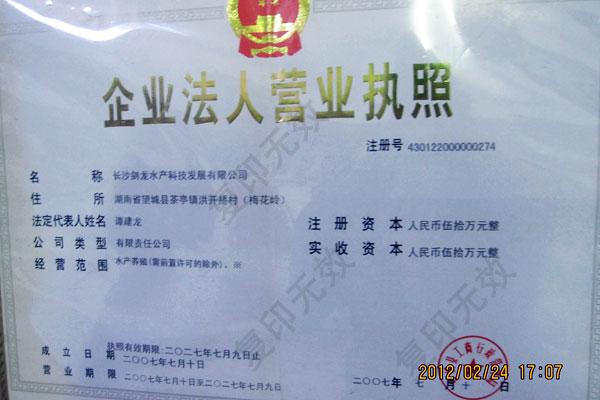 企业法人营业执照
注册号 430122000000274
名 称 长沙剑龙水产科技发展有限公司
住 所 湖南省望城县茶亭镇洪开桥村（梅花岭）
法定代表人姓名 谭建龙
注 册 资 本 人民币伍拾万元整
公 司 类 型 有限责任公司
实 收 资 本 人民币伍拾万元整
经 营 范 围 水产养殖(需前置许可的除外)。※
执照有效期限:二〇二七年七月九日止
成 立 日 期 二〇〇七年七月十日
营 业 期 限 二〇〇七年七月十日至二〇二七年七月九日
二〇〇七 年 七 月 十 日
工商行政管理
2012/02/24 17:07
复印无效
复印无效
复印无效